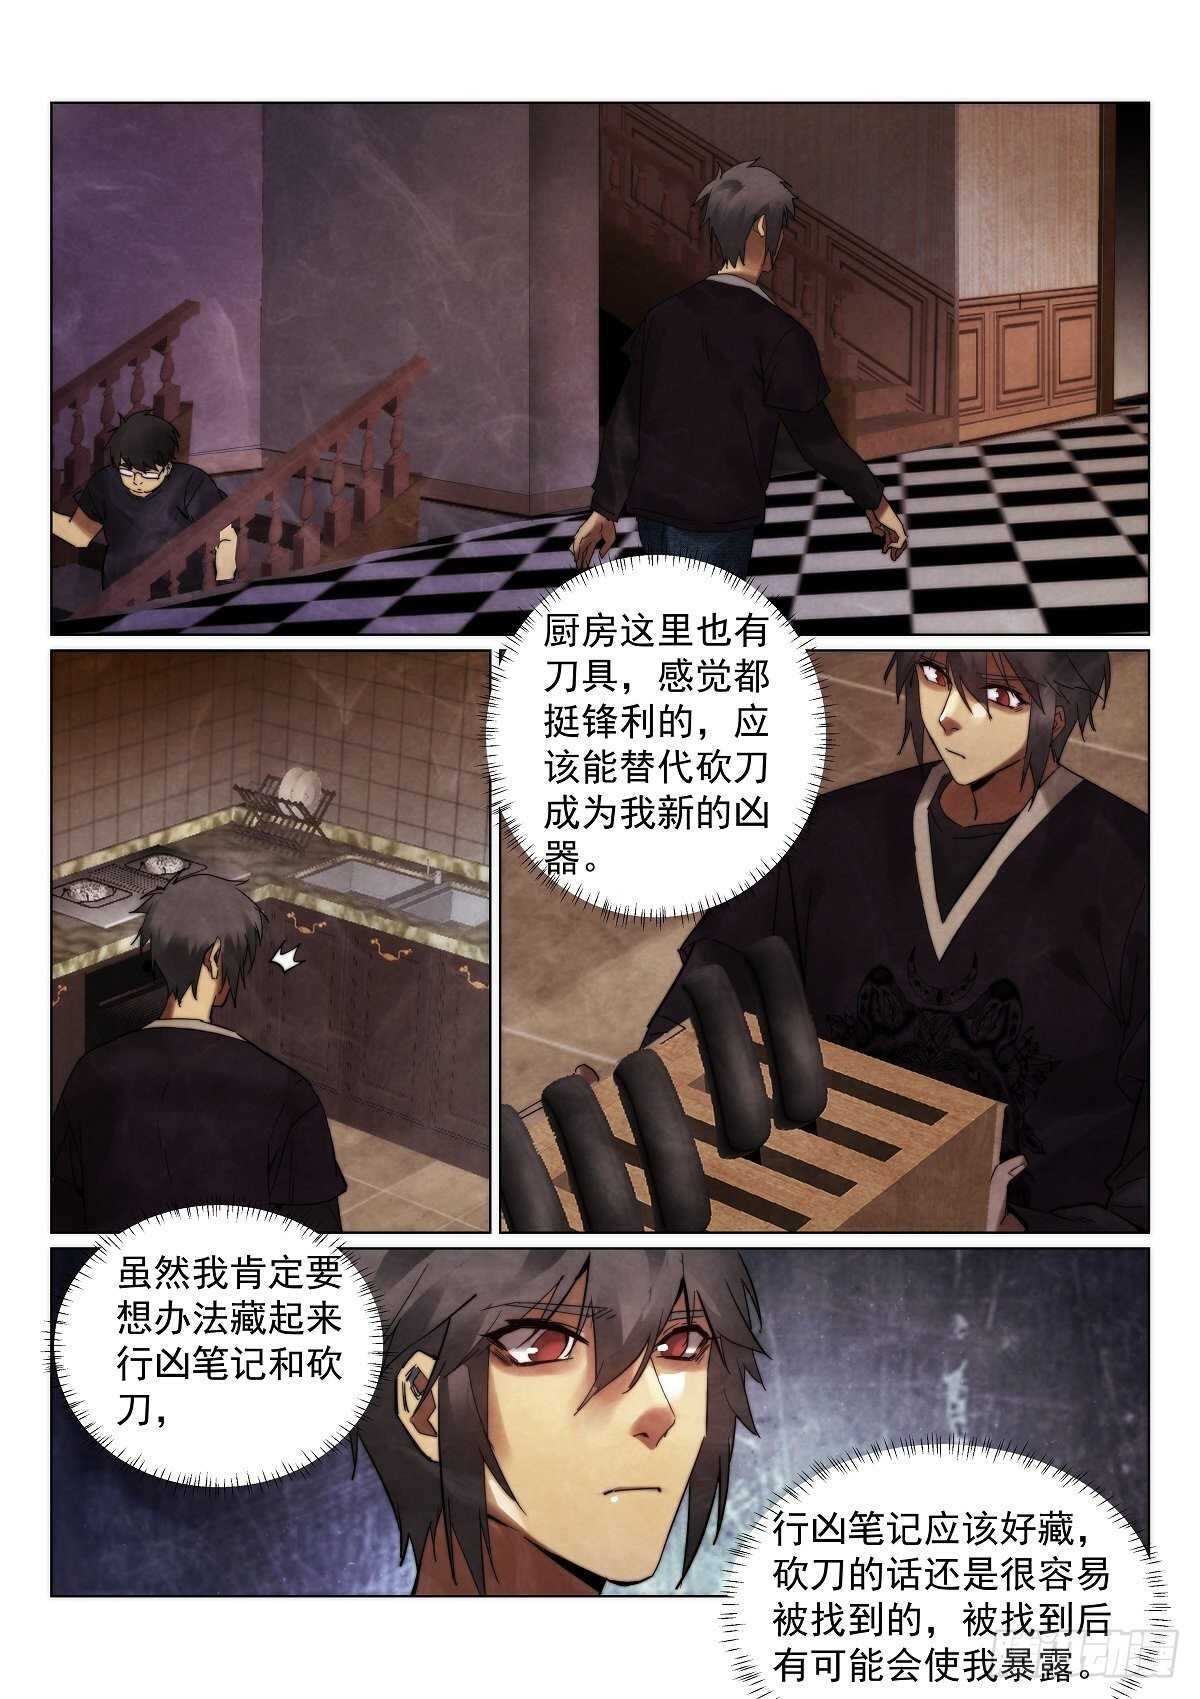 厨房这里也有
刀具，感觉都
挺锋利的，应
该能替代砍刀
成为我新的凶
器。
虽然我肯定要
想办法藏起来
行凶笔记和砍
刀，
行凶笔记应该好藏，
砍刀的话还是很容易
被找到的，被找到后
有可能会使我暴露。